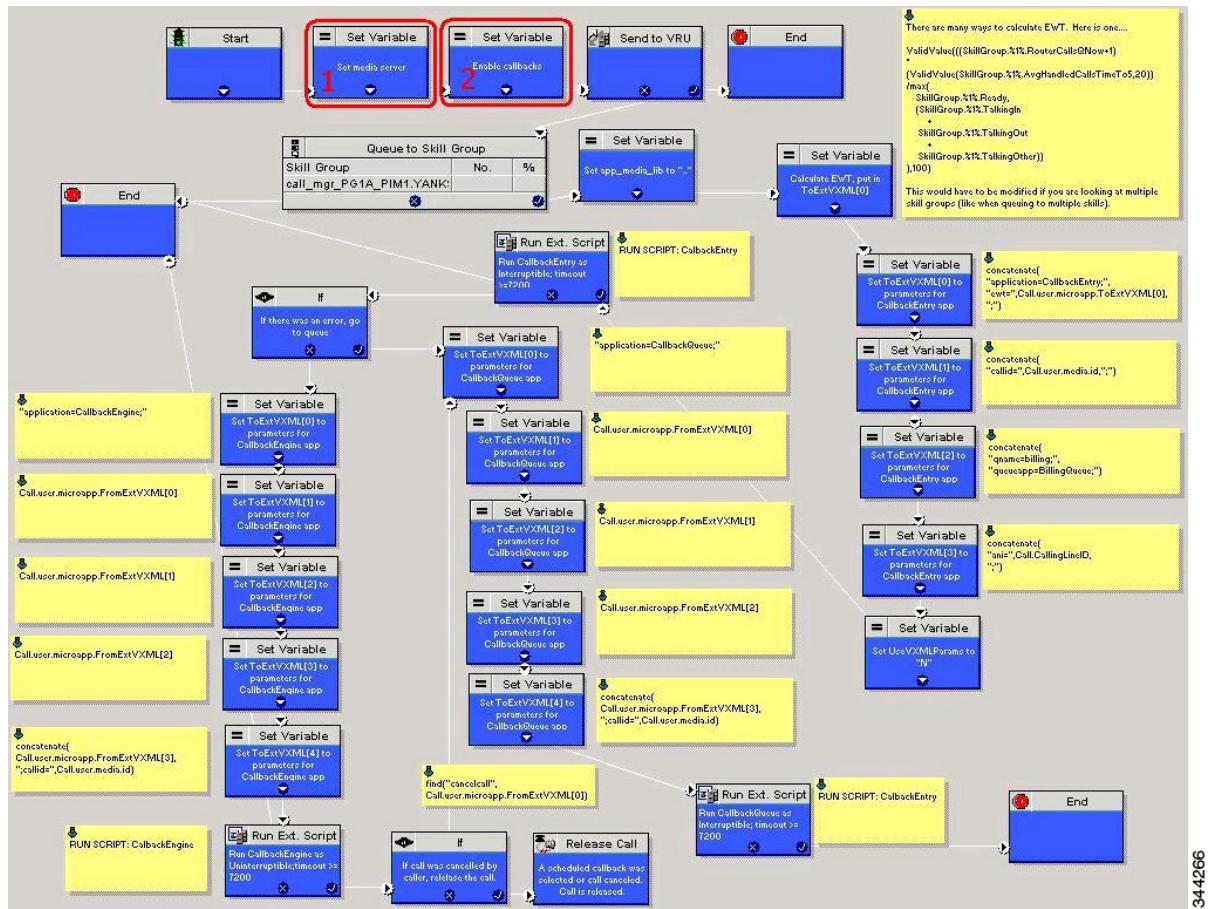 Start
Set Variable
Set media server
1
Set Variable
Enable callbacks
2
Send to VRU
End
There are many ways to calculate EWT. Here is one....
ValidValue(((SkillGroup.%1%.RouterCallsQNow+1)
*
(ValidValue(SkillGroup.%1%.AvgHandledCallsTimeTo5,20))
/max(
SkillGroup.%1%.Ready,
(SkillGroup.%1%.TalkingIn
+
SkillGroup.%1%.TalkingOut
+
SkillGroup.%1%.TalkingOther))
),100)
This would have to be modified if you are looking at multiple
skill groups (like when queuing to multiple skills).
Queue to Skill Group
Skill Group No. %
call_mgr_PG1A_PIM1.YANKS
Set Variable
Set app_media_lib to ".."
Set Variable
Calculate EWT, put in
ToExtVXML[0]
End
Run Ext. Script
Run CallbackEntry as
Interruptible; timeout
>=7200
RUN SCRIPT: CalbackEntry
Set Variable
Set ToExtVXML[0] to
parameters for
CallbackEntry app
concatenate(
"application=CallbackEntry;",
"ewt=",Call.user.microapp.ToExtVXML[0],
";")
If
If there was an error, go
to queue
Set Variable
Set ToExtVXML[0] to
parameters for
CallbackQueue app
"application=CallbackQueue;"
Set Variable
Set ToExtVXML[1] to
parameters for
CallbackEntry app
concatenate(
"callid=",Call.user.media.id,";")
"application=CallbackEngine;"
Set Variable
Set ToExtVXML[0] to
parameters for
CallbackEngine app
Set Variable
Set ToExtVXML[1] to
parameters for
CallbackQueue app
Call.user.microapp.FromExtVXML[0]
Set Variable
Set ToExtVXML[2] to
parameters for
CallbackEntry app
concatenate(
"qname=billing;",
"queueapp=BillingQueue;")
Call.user.microapp.FromExtVXML[0]
Set Variable
Set ToExtVXML[1] to
parameters for
CallbackEngine app
Set Variable
Set ToExtVXML[2] to
parameters for
CallbackQueue app
Call.user.microapp.FromExtVXML[1]
Set Variable
Set ToExtVXML[3] to
parameters for
CallbackEntry app
concatenate(
"ani=",Call.CallingLineID,
";")
Call.user.microapp.FromExtVXML[1]
Set Variable
Set ToExtVXML[2] to
parameters for
CallbackEngine app
Set Variable
Set ToExtVXML[3] to
parameters for
CallbackQueue app
Call.user.microapp.FromExtVXML[2]
Set Variable
Set UseVXMLParams to
"N"
Call.user.microapp.FromExtVXML[2]
Set Variable
Set ToExtVXML[3] to
parameters for
CallbackEngine app
Set Variable
Set ToExtVXML[4] to
parameters for
CallbackQueue app
concatenate(
Call.user.microapp.FromExtVXML[3],
";callid=",Call.user.media.id)
concatenate(
Call.user.microapp.FromExtVXML[3],
";callid=",Call.user.media.id)
Set Variable
Set ToExtVXML[4] to
parameters for
CallbackEngine app
find("cancelcall",
Call.user.microapp.FromExtVXML[0])
Run Ext. Script
Run CallbackQueue as
Interruptible; timeout >=
7200
RUN SCRIPT: CalbackEntry
End
RUN SCRIPT: CalbackEngine
Run Ext. Script
Run CallbackEngine as
Uninterruptible;timeout >=
7200
If
If call was cancelled by
caller, relelase the call.
Release Call
A scheduled callback was
selected or call canceled.
Call is released.
344266